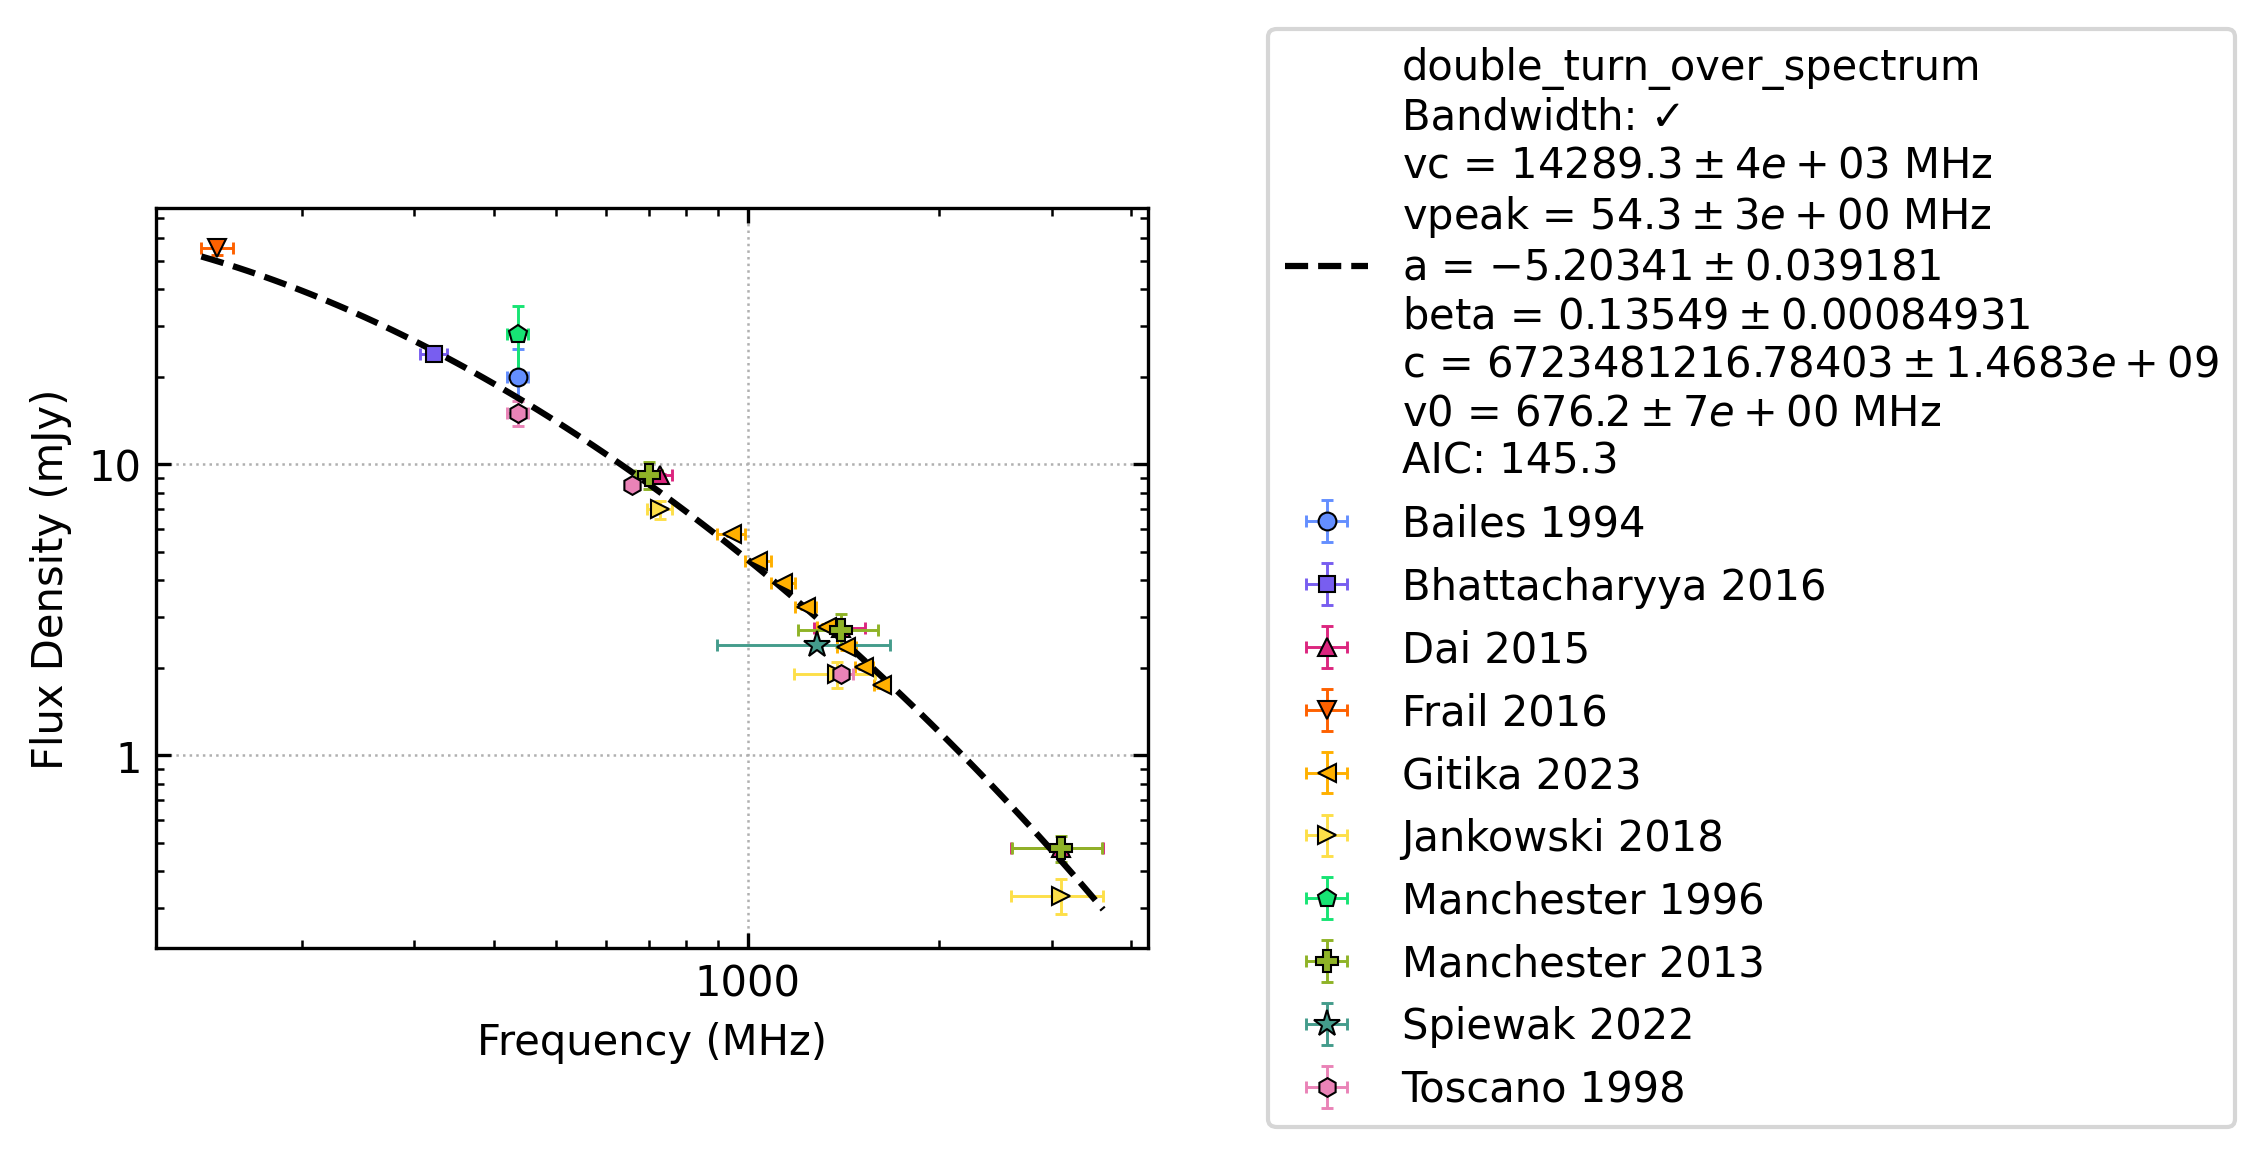 Flux Density (mJy)
10
1
1000
Frequency (MHz)
double_turn_over_spectrum
Bandwidth: ✓
vc = 14289.3 ± 4e + 03 MHz
vpeak = 54.3 ± 3e + 00 MHz
a = −5.20341 ± 0.039181
beta = 0.13549 ± 0.00084931
c = 6723481216.78403 ± 1.4683e + 09
v0 = 676.2 ± 7e + 00 MHz
AIC: 145.3
Bailes 1994
Bhattacharyya 2016
Dai 2015
Frail 2016
Gitika 2023
Jankowski 2018
Manchester 1996
Manchester 2013
Spiewak 2022
Toscano 1998